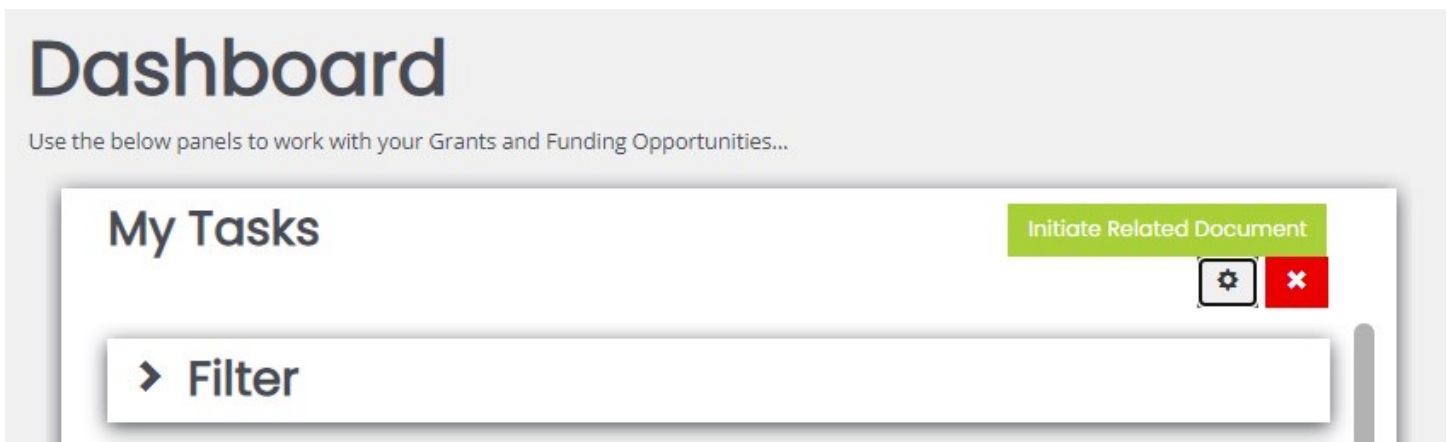 Dashboard
Use the below panels to work with your Grants and Funding Opportunities...
My Tasks
Initiate Related Document
Filter